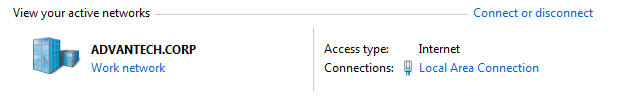 View your active networks Connect or disconnect
ADVANTECH.CORP Access type: Internet
Work network Connections: Local Area Connection